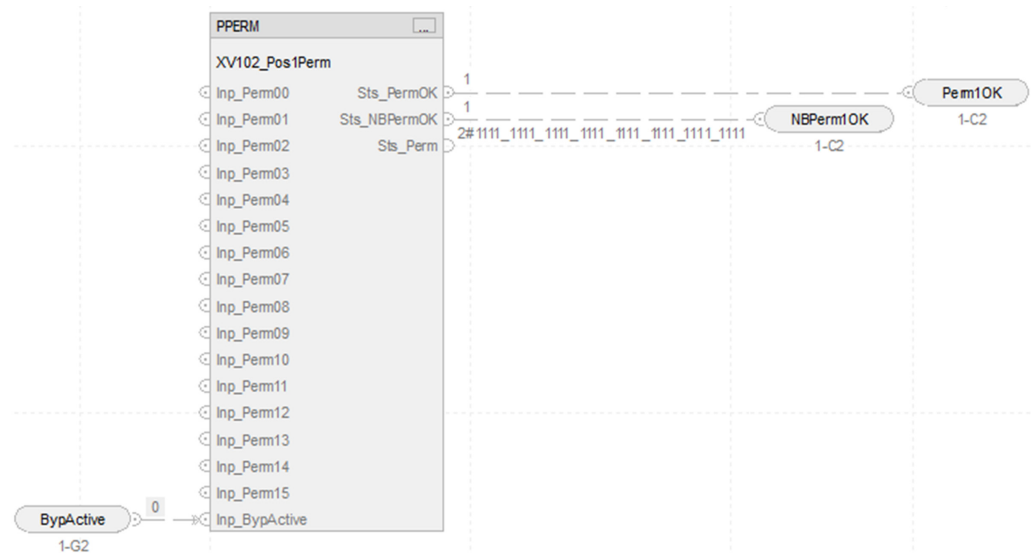 PPERM ...
XV102_Pos1Perm
Inp_Perm00 Sts_PermOK 1 Perm1OK
1-C2
Inp_Perm01 Sts_NBPermOK 1 NBPerm1OK
1-C2
Inp_Perm02 Sts_Perm 2#1111_1111_1111_1111_1111_1111_1111_1111
Inp_Perm03
Inp_Perm04
Inp_Perm05
Inp_Perm06
Inp_Perm07
Inp_Perm08
Inp_Perm09
Inp_Perm10
Inp_Perm11
Inp_Perm12
Inp_Perm13
Inp_Perm14
Inp_Perm15
BypActive 0 Inp_BypActive
1-G2